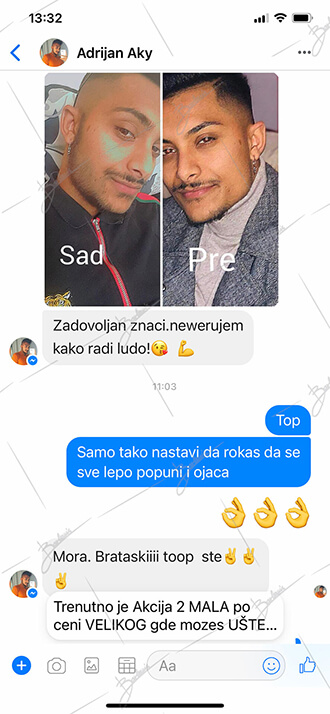 13:32
Adrijan Aky
Sad
Pre
Zadovoljan znaci.newerujem
kako radi ludo!😘 💪
11:03
Top
Samo tako nastavi da rokas da se
sve lepo popuni i ojaca
👌👌👌
Mora. Brataskiiii toop  ste✌️✌️
✌️
Trenutno je Akcija 2 MALA po
ceni VELIKOG gde mozes UŠTE...
Aa